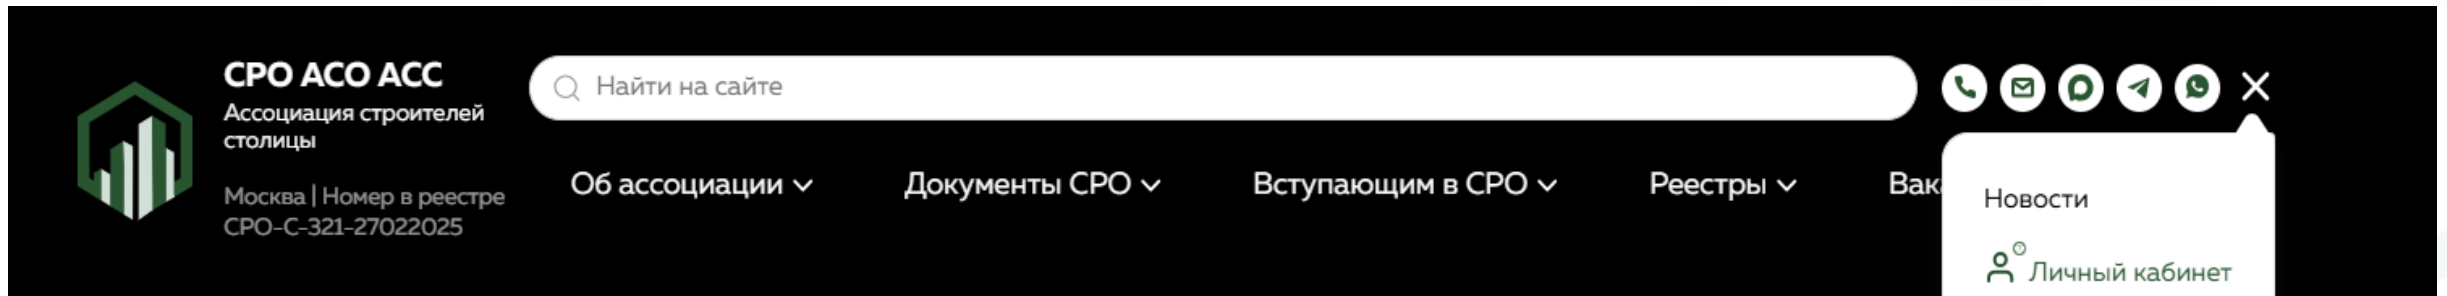 СРО АСО АСС
Ассоциация строителей
столицы
Москва | Номер в реестре
СРО-С-321-27022025
Найти на сайте
Об ассоциации
Документы СРО
Вступающим в СРО
Реестры
Новости
Личный кабинет